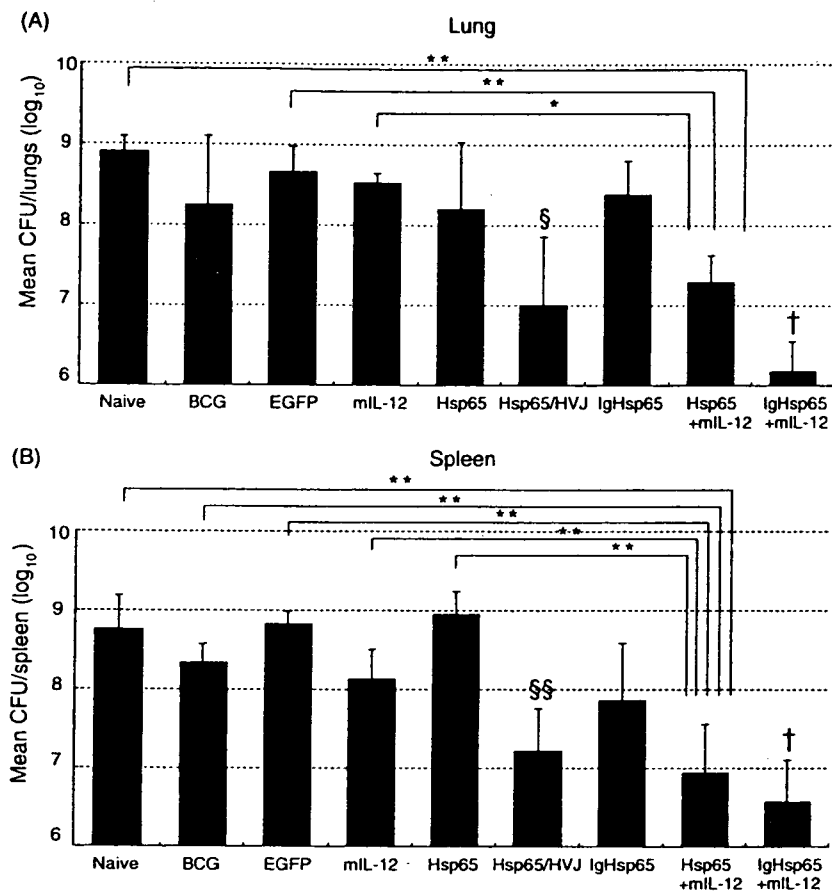 (A)
Lung
**
**
*
10
9
8
7
6
Mean CFU/lungs (log10)
§
†
Naive BCG EGFP mIL-12 Hsp65 Hsp65/HVJ IgHsp65 Hsp65 +mIL-12 IgHsp65 +mIL-12
(B)
Spleen
**
**
**
**
**
10
9
8
7
6
Mean CFU/spleen (log10)
§§
†
Naive BCG EGFP mIL-12 Hsp65 Hsp65/HVJ IgHsp65 Hsp65 +mIL-12 IgHsp65 +mIL-12